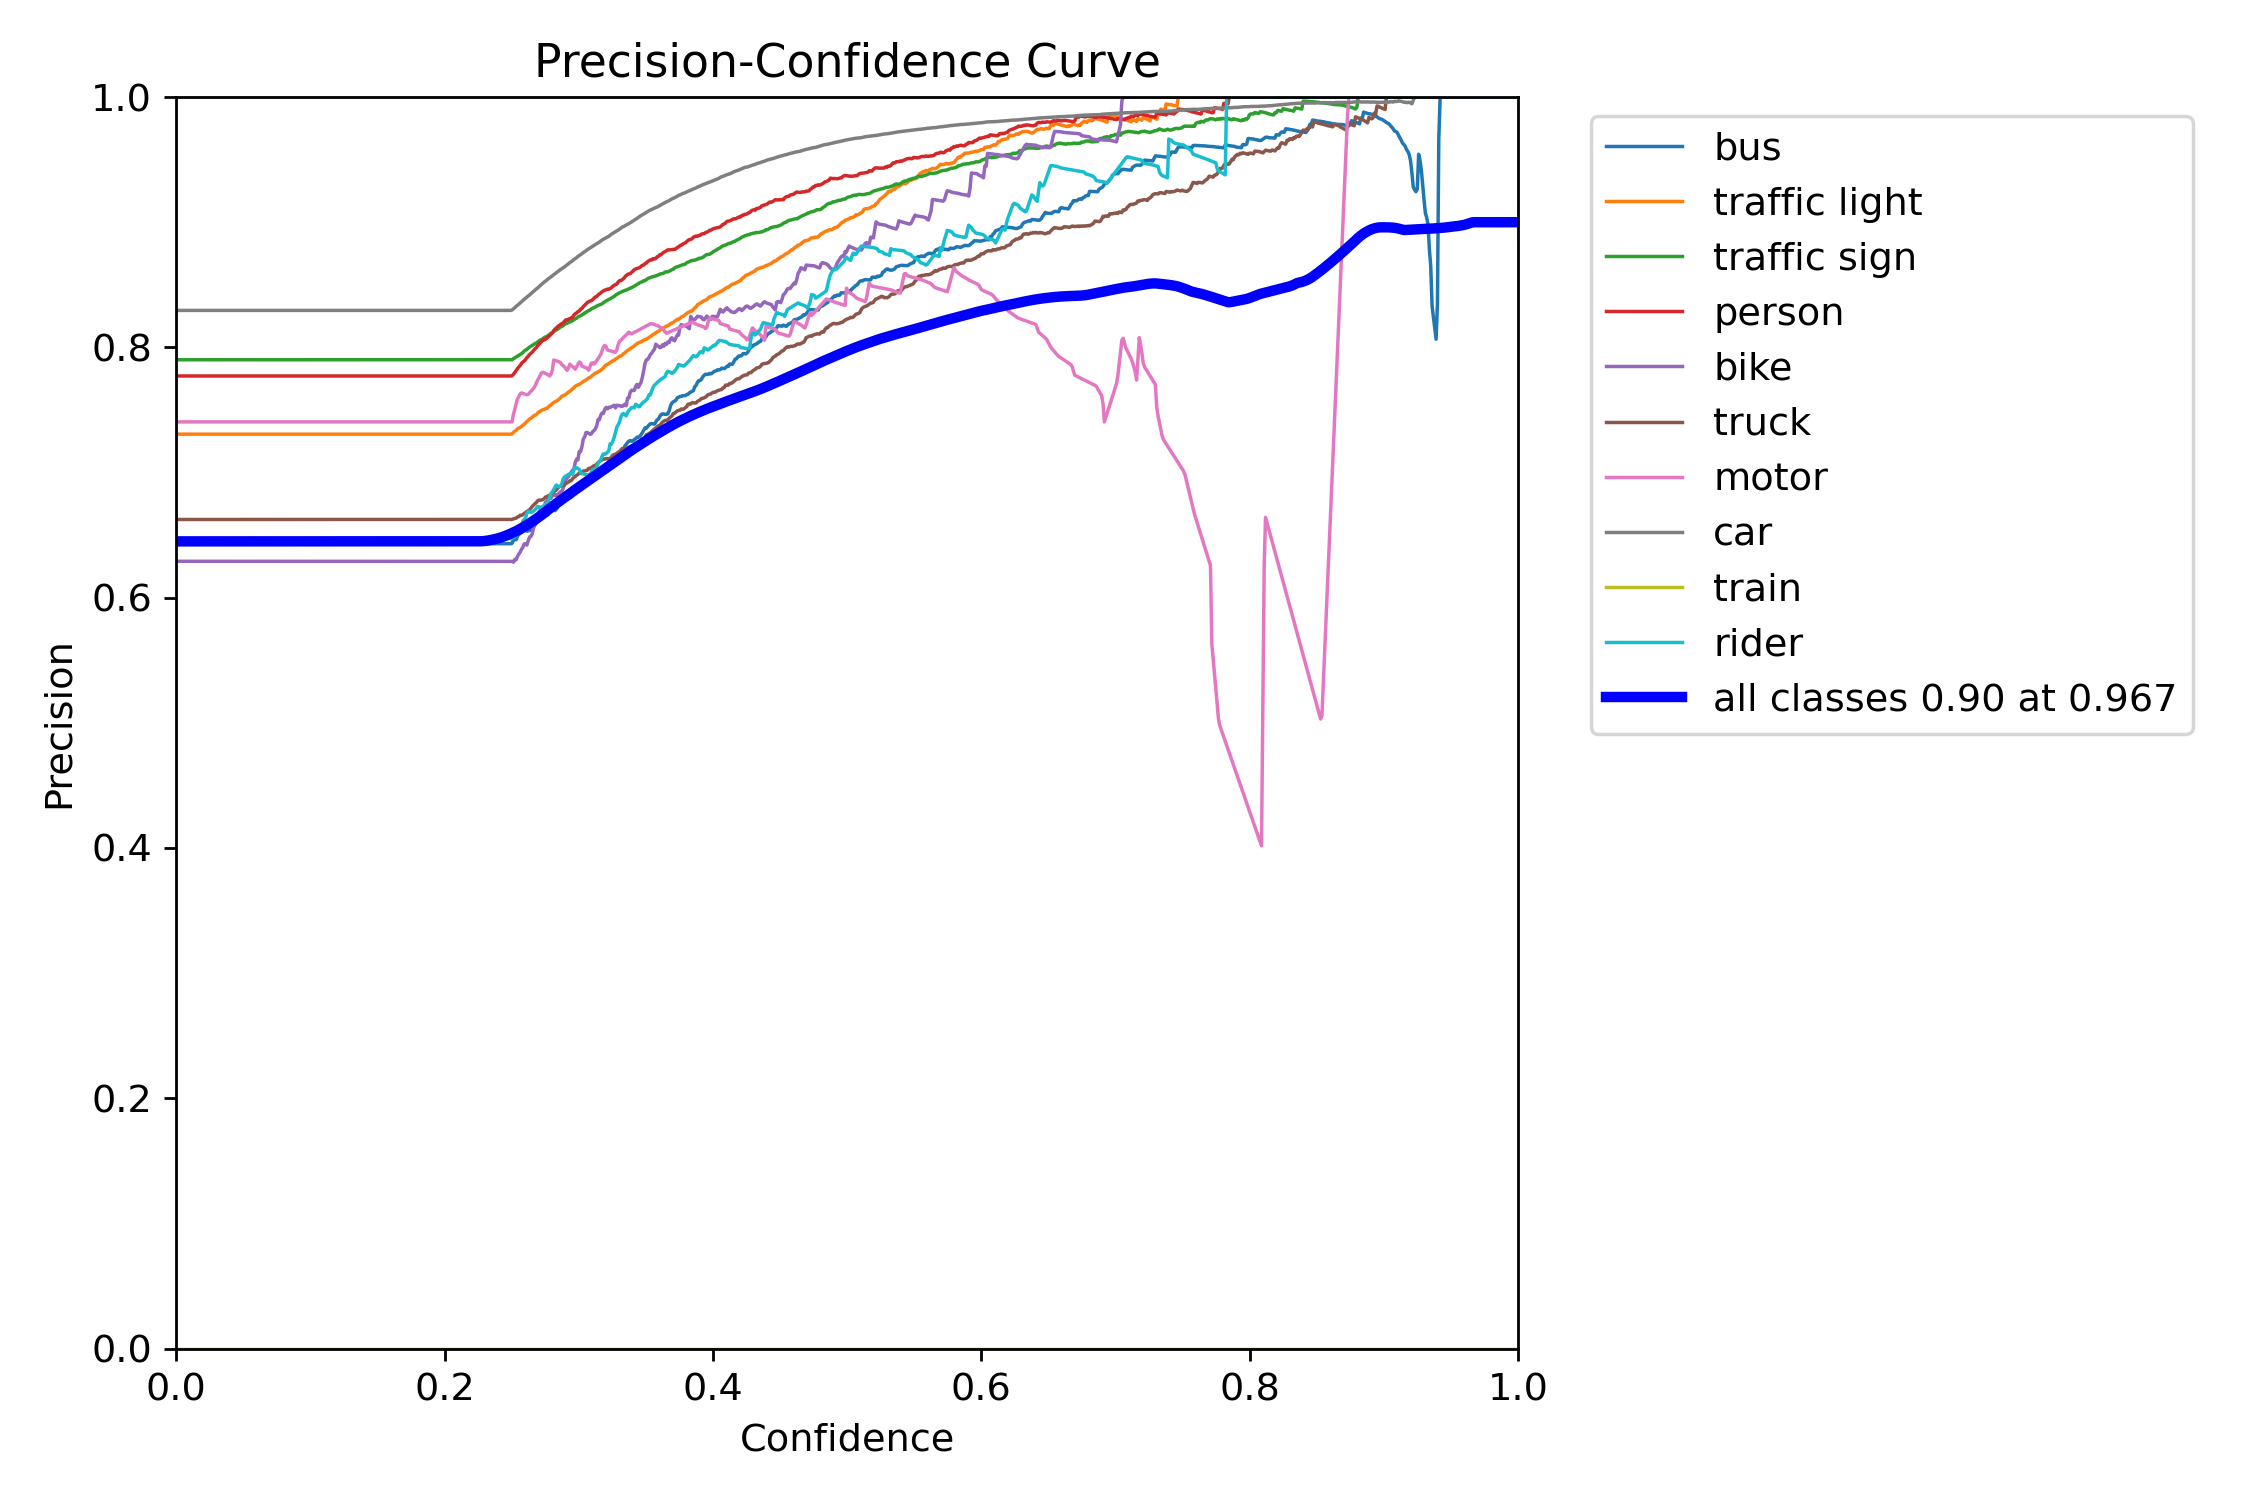 Precision-Confidence Curve
1.0
0.8
0.6
0.4
0.2
0.0
Precision
0.0 0.2 0.4 0.6 0.8 1.0
Confidence
bus
traffic light
traffic sign
person
bike
truck
motor
car
train
rider
all classes 0.90 at 0.967